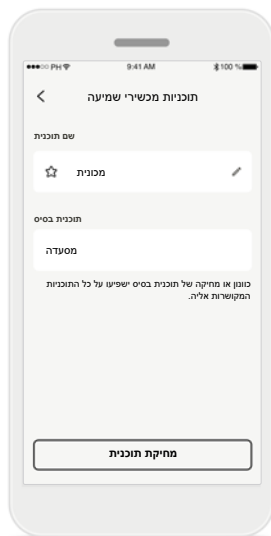 PH 9:41 AM 100 %
תוכניות מכשירי שמיעה
שם תוכנית
מכונית
תוכנית בסיס
מסעדה
כוונון או מחיקה של תוכנית בסיס ישפיעו על כל התוכניות
המקושרות אליה.
מחיקת תוכנית